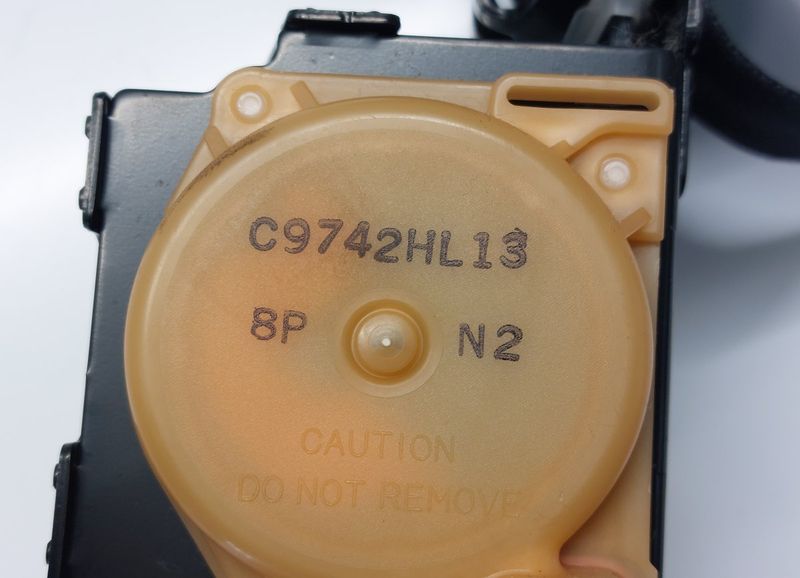 C9742HL13
8P N2
CAUTION
DO NOT REMOVE